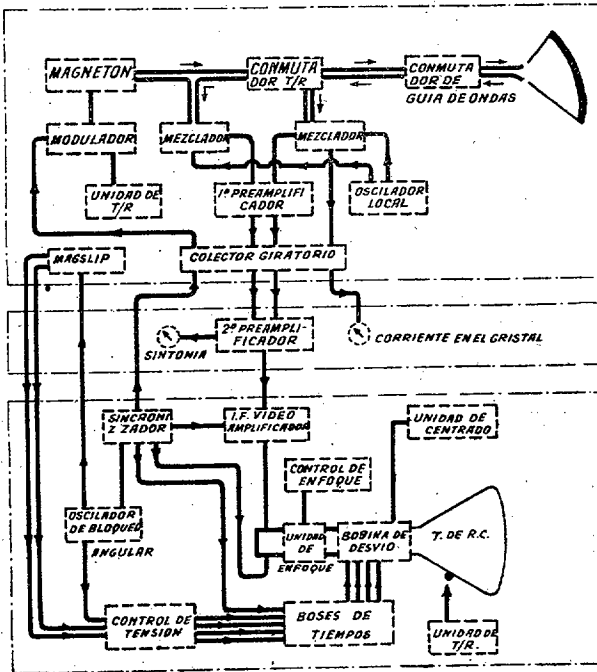 MAGNETON
CONMUTA
DOR T/R
CONMUTA
DOR DE
GUIA DE ONDAS
MODULADOR
MEZCLADOR
MEZCLADOR
UNIDAD DE
T/R
1º PREAMPLIFI
CADOR
OSCILADOR
LOCAL
MAGSLIP
COLECTOR GIRATORIO
SINTONIA
2º PREAMPLI-
FICADOR
CORRIENTE EN EL CRISTAL
SINCRONI
ZADOR
I.F. VIDEO
AMPLIFICADOR
UNIDAD DE
CENTRADO
CONTROL DE
ENFOQUE
OSCILADOR
DE BLOQUEO
ANGULAR
UNIDAD
DE
ENFOQUE
BOBINA DE
DESVIO
T. DE R.C.
CONTROL DE
TENSION
BOSES DE
TIEMPOS
UNIDAD DE
T/R.